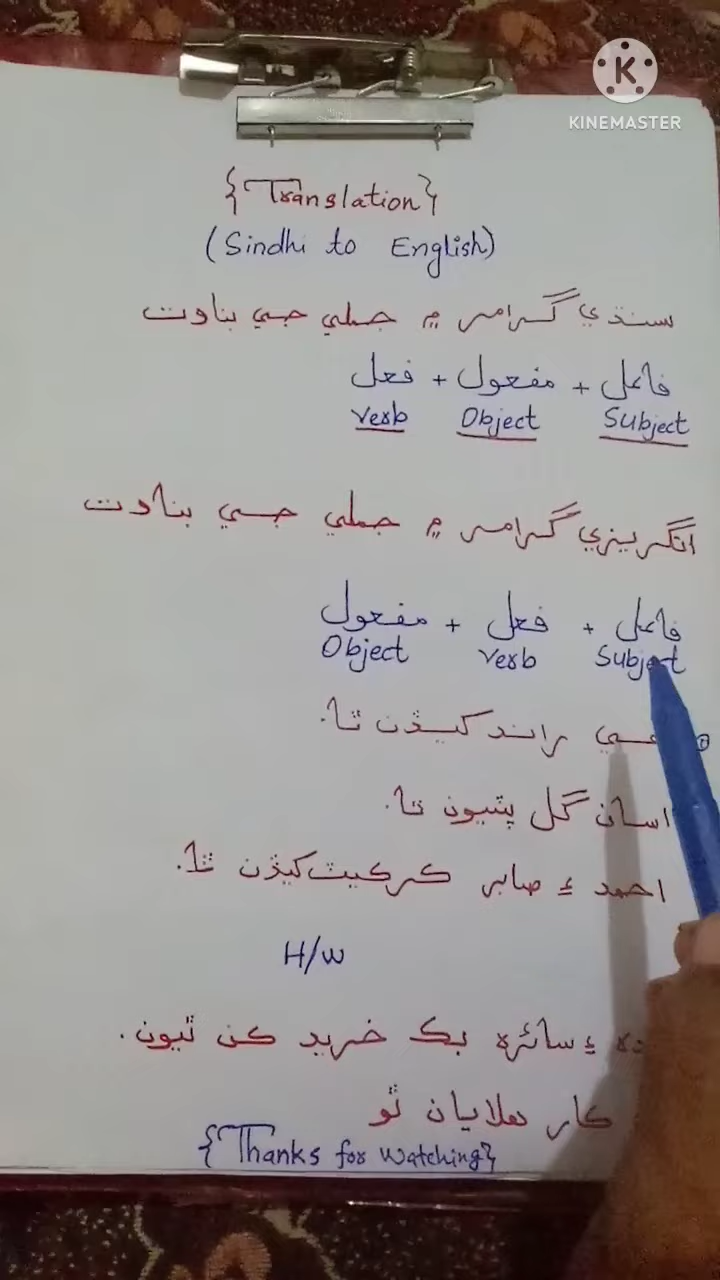 KINEMASTER
{Translation}
(Sindhi to English)
سنڌي گرامر ۾ جملي جي بناوت
فاعل + مفعول + فعل
Subject Object Verb
انگريزي گرامر ۾ جملي جي بناوت
فاعل + فعل + مفعول
Subject Verb Object
راند کيڏن ٿا.
اسان گل پٽيون ٿا.
احمد ۽ صابر ڪرڪيٽ کيڏن ٿا.
H/W
۽ سائره بڪ خريد ڪن ٿيون.
ڪار هلايان ٿو
{Thanks for watching}